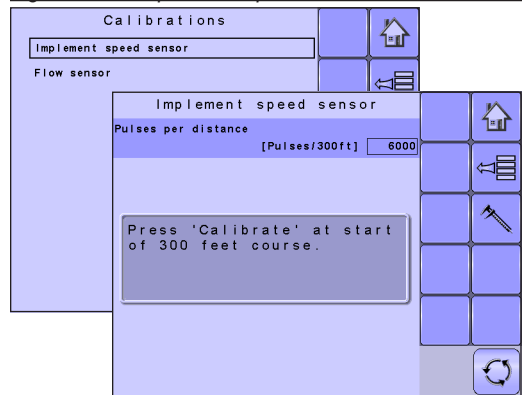 Calibrations
Implement speed sensor
Flow sensor
Implement speed sensor
Pulses per distance
[Pulses/300ft] 6000
Press 'Calibrate' at start
of 300 feet course.